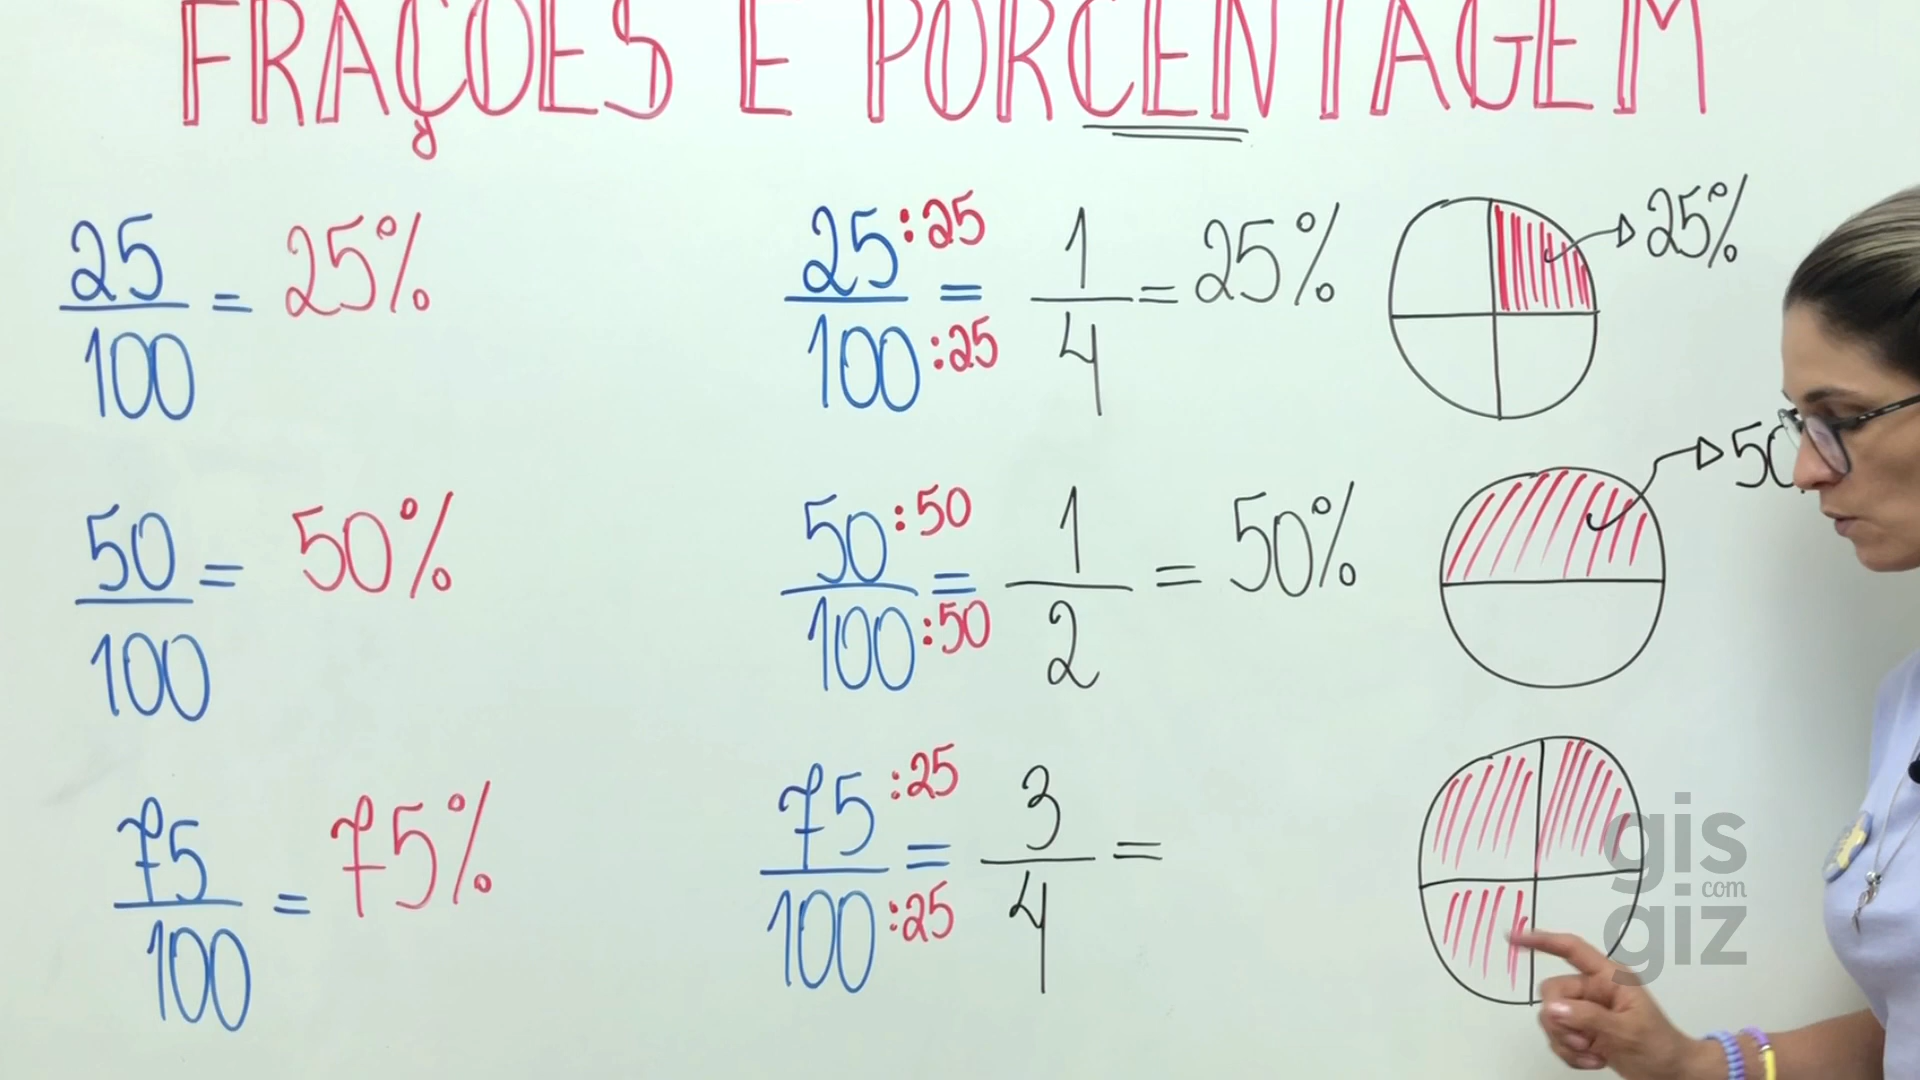 FRAÇÕES E PORCENTAGEM
25/100 = 25%
25:25/100:25 = 1/4 = 25%
25%
50/100 = 50%
50:50/100:50 = 1/2 = 50%
50
75/100 = 75%
75:25/100:25 = 3/4 =
gis
com
giz